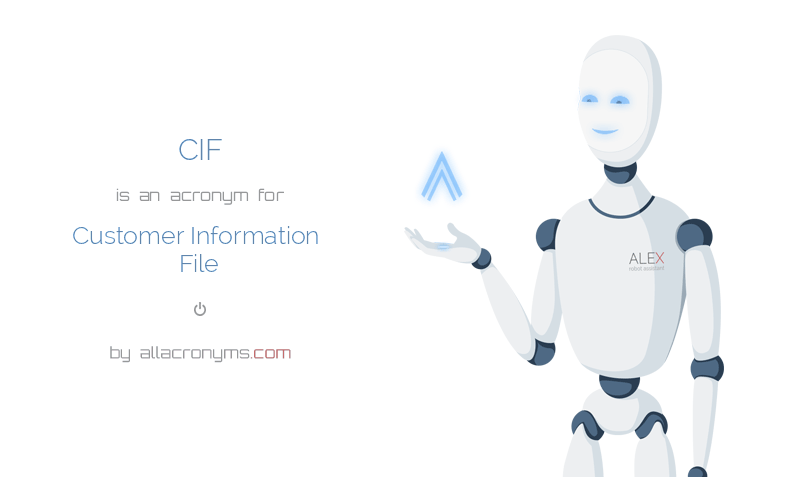 CIF
is an acronym for
Customer Information
File
by allacronyms.com
ALEX
robot assistant